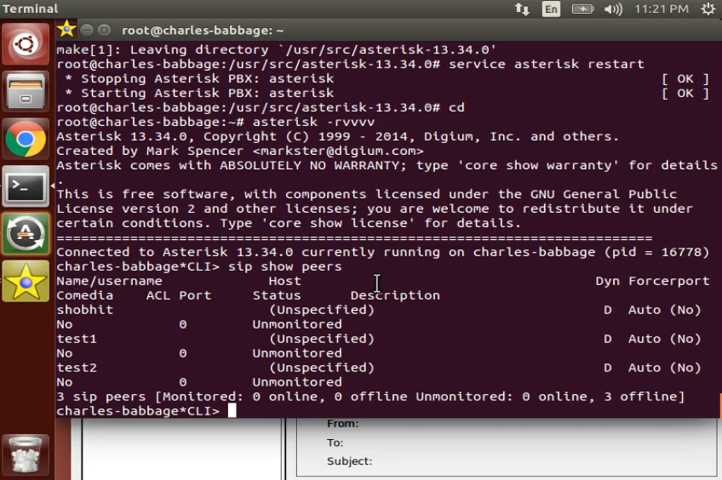 Terminal
En
11:21 PM
root@charles-babbage: ~
make[1]: Leaving directory `/usr/src/asterisk-13.34.0'
root@charles-babbage:/usr/src/asterisk-13.34.0# service asterisk restart
* Stopping Asterisk PBX: asterisk [ OK ]
* Starting Asterisk PBX: asterisk [ OK ]
root@charles-babbage:/usr/src/asterisk-13.34.0# cd
root@charles-babbage:~# asterisk -rvvvv
Asterisk 13.34.0, Copyright (C) 1999 - 2014, Digium, Inc. and others.
Created by Mark Spencer <markster@digium.com>
Asterisk comes with ABSOLUTELY NO WARRANTY; type 'core show warranty' for details
.
This is free software, with components licensed under the GNU General Public
License version 2 and other licenses; you are welcome to redistribute it under
certain conditions. Type 'core show license' for details.
=========================================================================
Connected to Asterisk 13.34.0 currently running on charles-babbage (pid = 16778)
charles-babbage*CLI> sip show peers
Name/username Host Dyn Forcerport
Comedia ACL Port Status Description
shobhit (Unspecified) D Auto (No)
No 0 Unmonitored
test1 (Unspecified) D Auto (No)
No 0 Unmonitored
test2 (Unspecified) D Auto (No)
No 0 Unmonitored
3 sip peers [Monitored: 0 online, 0 offline Unmonitored: 0 online, 3 offline]
charles-babbage*CLI>
From:
To:
Subject: